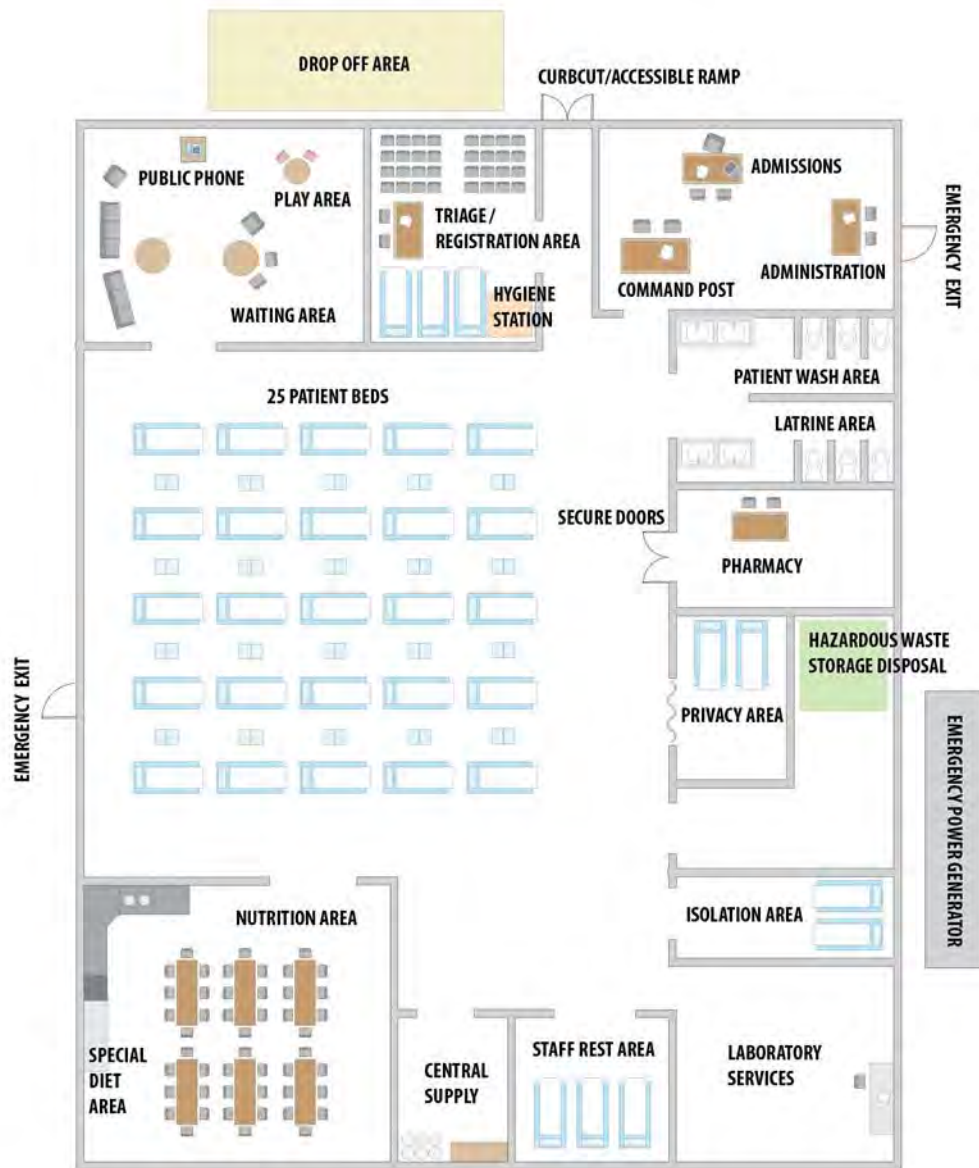 DROP OFF AREA
CURBCUT/ACCESSIBLE RAMP
PUBLIC PHONE
PLAY AREA
WAITING AREA
TRIAGE /
REGISTRATION AREA
HYGIENE
STATION
ADMISSIONS
ADMINISTRATION
COMMAND POST
EMERGENCY EXIT
25 PATIENT BEDS
PATIENT WASH AREA
LATRINE AREA
SECURE DOORS
PHARMACY
HAZARDOUS WASTE
STORAGE DISPOSAL
PRIVACY AREA
EMERGENCY EXIT
EMERGENCY POWER GENERATOR
ISOLATION AREA
NUTRITION AREA
SPECIAL
DIET
AREA
CENTRAL
SUPPLY
STAFF REST AREA
LABORATORY
SERVICES